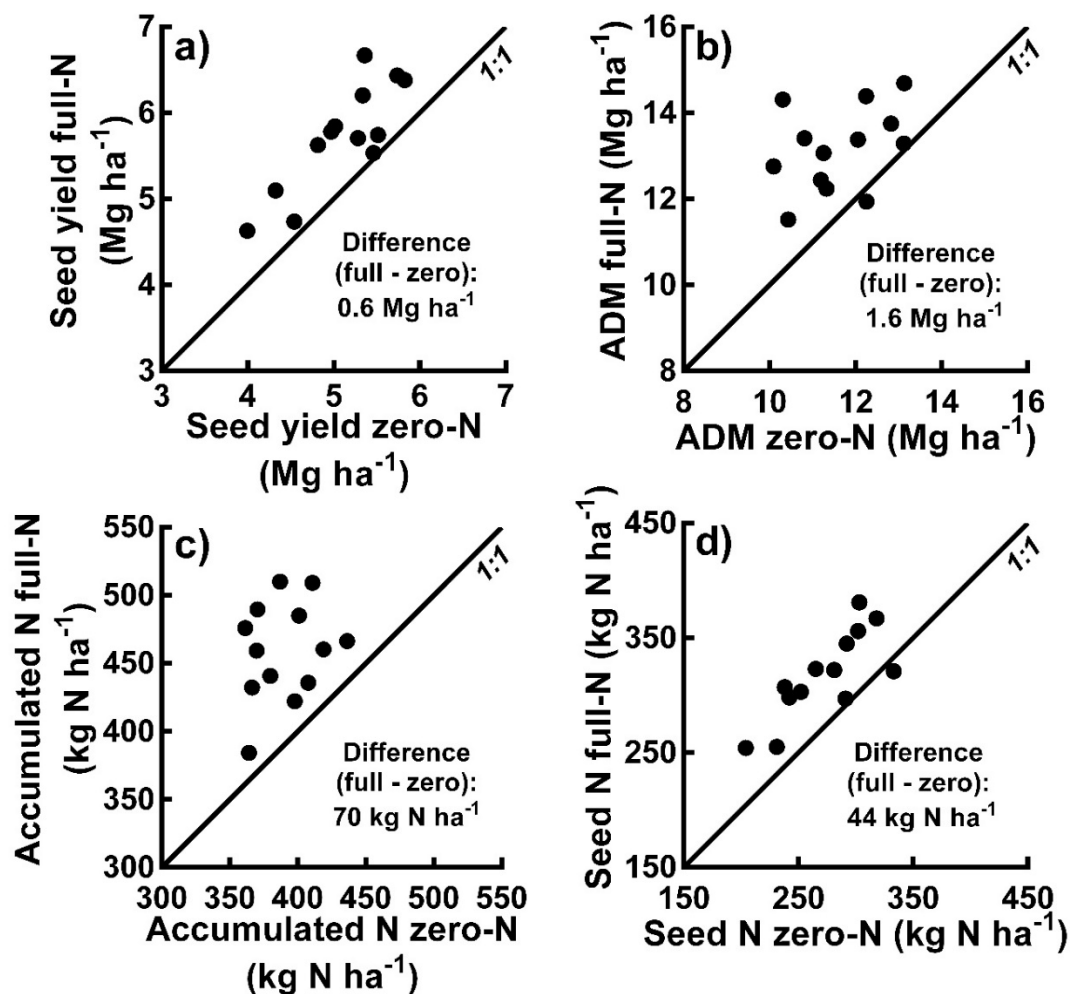 a)
Seed yield full-N
(Mg ha⁻¹)
7
6
5
4
3
1:1
Difference
(full - zero):
0.6 Mg ha⁻¹
3 4 5 6 7
Seed yield zero-N
(Mg ha⁻¹)
b)
ADM full-N (Mg ha⁻¹)
16
14
12
10
8
1:1
Difference
(full - zero):
1.6 Mg ha⁻¹
8 10 12 14 16
ADM zero-N (Mg ha⁻¹)
c)
Accumulated N full-N
(kg N ha⁻¹)
550
500
450
400
350
300
1:1
Difference
(full - zero):
70 kg N ha⁻¹
300 350 400 450 500 550
Accumulated N zero-N
(kg N ha⁻¹)
d)
Seed N full-N (kg N ha⁻¹)
450
350
250
150
1:1
Difference
(full - zero):
44 kg N ha⁻¹
150 250 350 450
Seed N zero-N (kg N ha⁻¹)